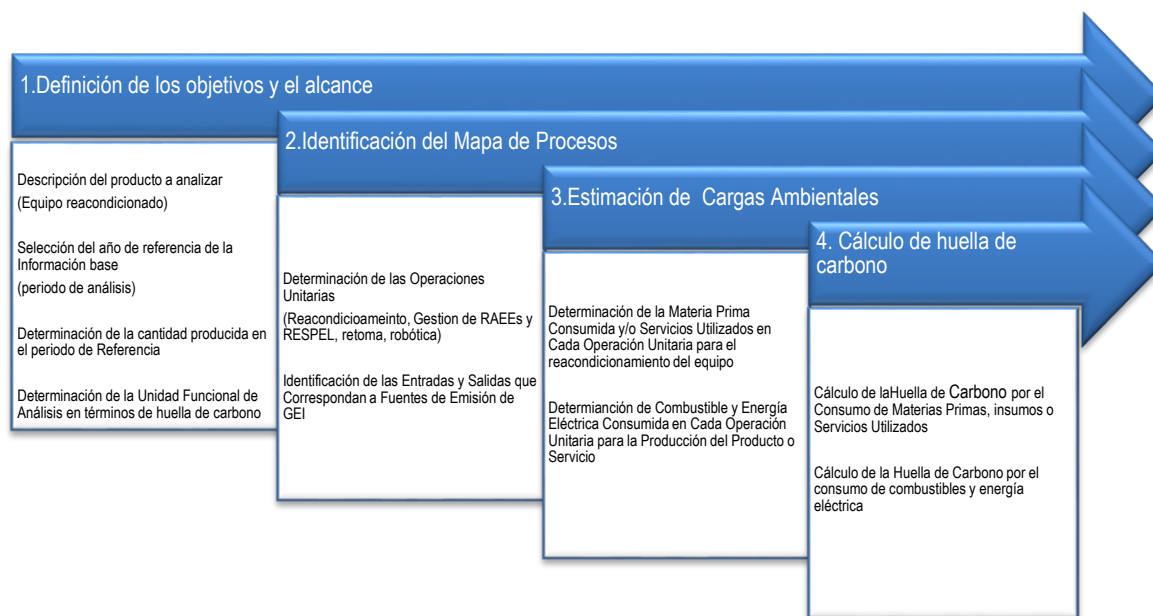 1.Definición de los objetivos y el alcance
Descripción del producto a analizar
(Equipo reacondicionado)
Selección del año de referencia de la
Información base
(periodo de análisis)
Determinación de la cantidad producida en
el periodo de Referencia
Determinación de la Unidad Funcional de
Análisis en términos de huella de carbono
2.Identificación del Mapa de Procesos
Determinación de las Operaciones
Unitarias
(Reacondicioameinto, Gestion de RAEEs y
RESPEL, retoma, robótica)
Identificación de las Entradas y Salidas que
Correspondan a Fuentes de Emisión de
GEI
3.Estimación de Cargas Ambientales
Determinación de la Materia Prima
Consumida y/o Servicios Utilizados en
Cada Operación Unitaria para el
reacondicionamiento del equipo
Determianción de Combustible y Energía
Eléctrica Consumida en Cada Operación
Unitaria para la Producción del Producto o
Servicio
4. Cálculo de huella de
carbono
Cálculo de laHuella de Carbono por el
Consumo de Materias Primas, insumos o
Servicios Utilizados
Cálculo de la Huella de Carbono por el
consumo de combustibles y energía
eléctrica